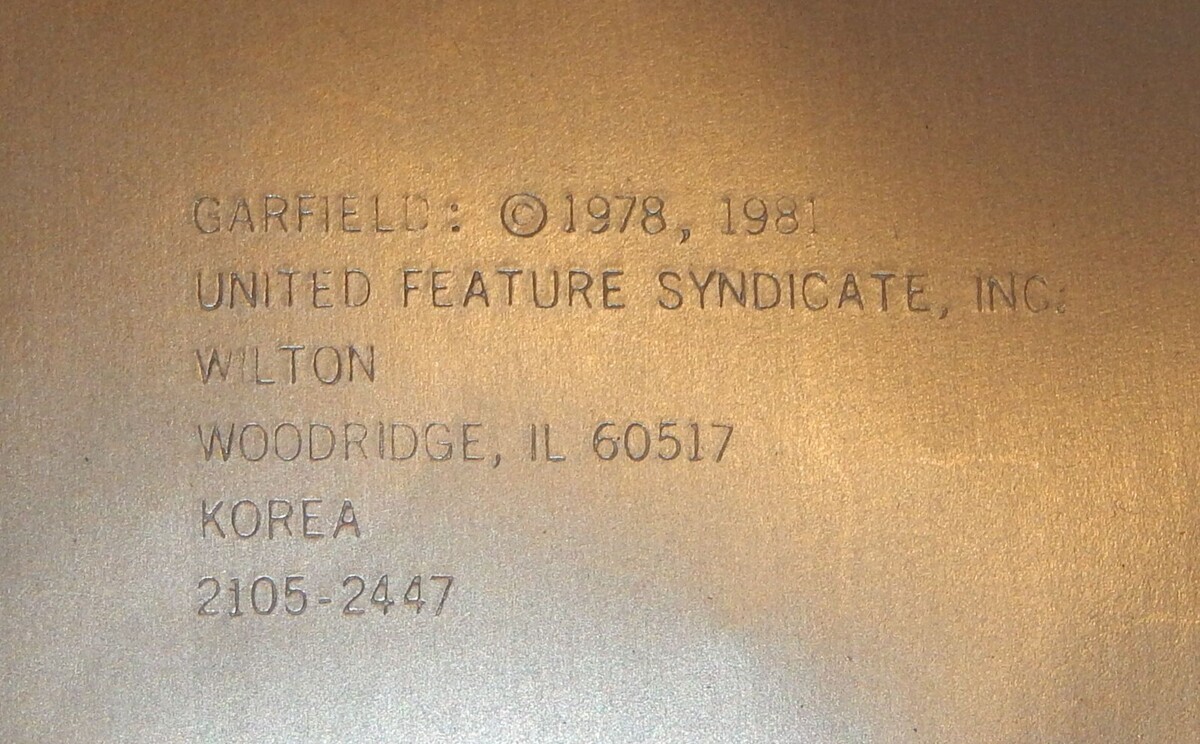 GARFIELD: ©1978, 1981
UNITED FEATURE SYNDICATE, INC.
WILTON
WOODRIDGE, IL 60517
KOREA
2105-2447